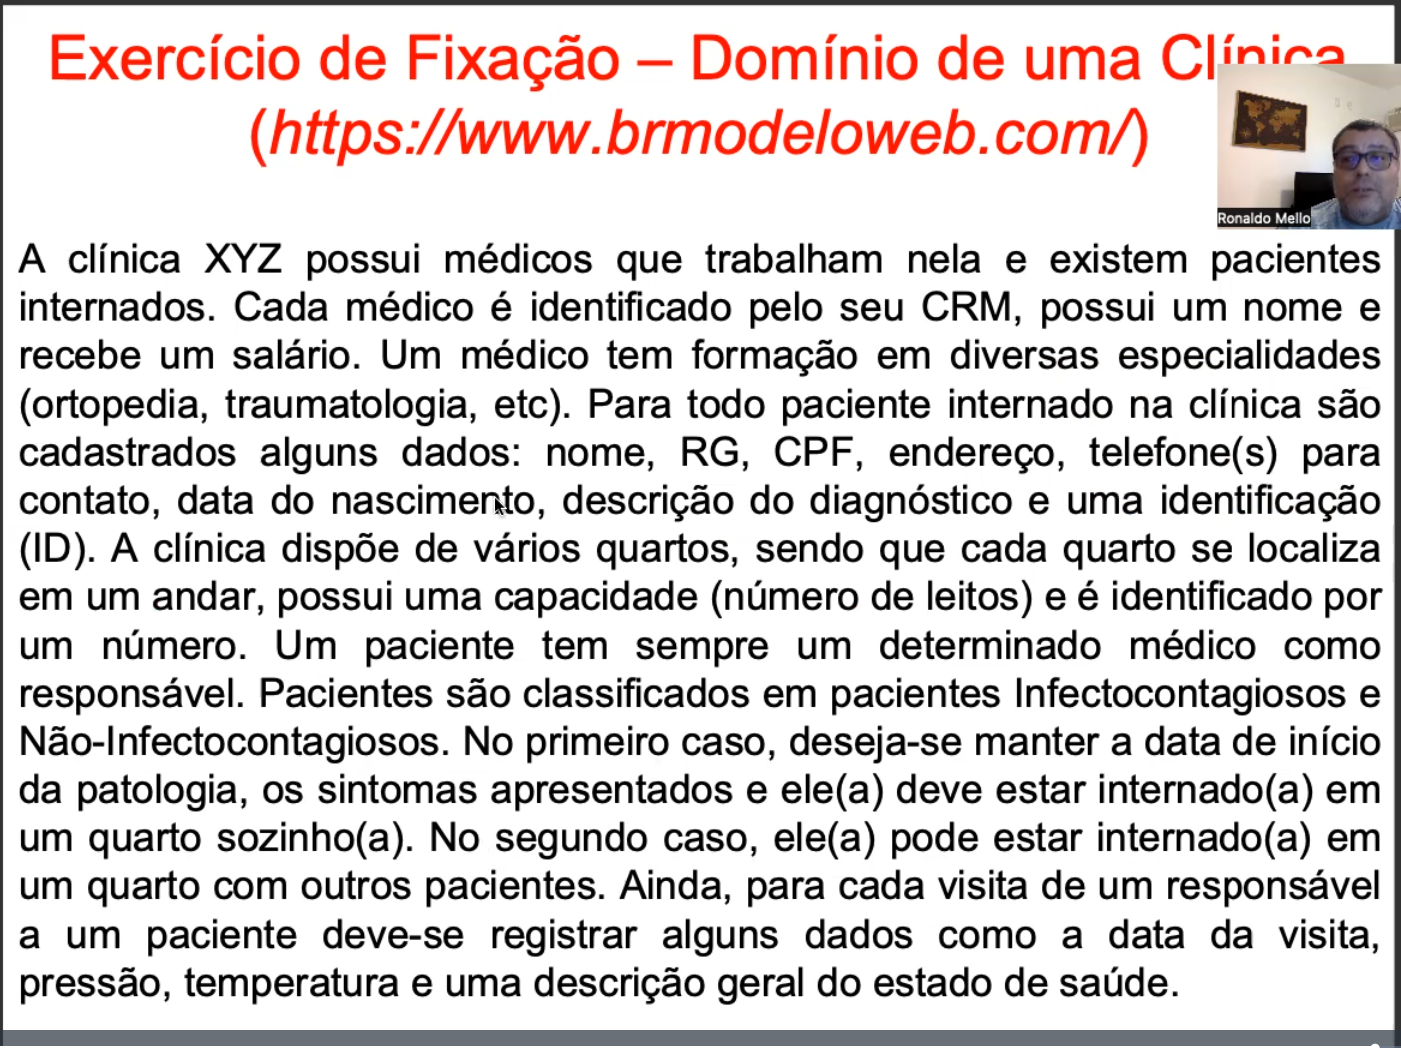 Exercício de Fixação – Domínio de uma Clínica
(https://www.brmodeloweb.com/)
Ronaldo Mello
A clínica XYZ possui médicos que trabalham nela e existem pacientes
internados. Cada médico é identificado pelo seu CRM, possui um nome e
recebe um salário. Um médico tem formação em diversas especialidades
(ortopedia, traumatologia, etc). Para todo paciente internado na clínica são
cadastrados alguns dados: nome, RG, CPF, endereço, telefone(s) para
contato, data do nascimento, descrição do diagnóstico e uma identificação
(ID). A clínica dispõe de vários quartos, sendo que cada quarto se localiza
em um andar, possui uma capacidade (número de leitos) e é identificado por
um número. Um paciente tem sempre um determinado médico como
responsável. Pacientes são classificados em pacientes Infectocontagiosos e
Não-Infectocontagiosos. No primeiro caso, deseja-se manter a data de início
da patologia, os sintomas apresentados e ele(a) deve estar internado(a) em
um quarto sozinho(a). No segundo caso, ele(a) pode estar internado(a) em
um quarto com outros pacientes. Ainda, para cada visita de um responsável
a um paciente deve-se registrar alguns dados como a data da visita,
pressão, temperatura e uma descrição geral do estado de saúde.